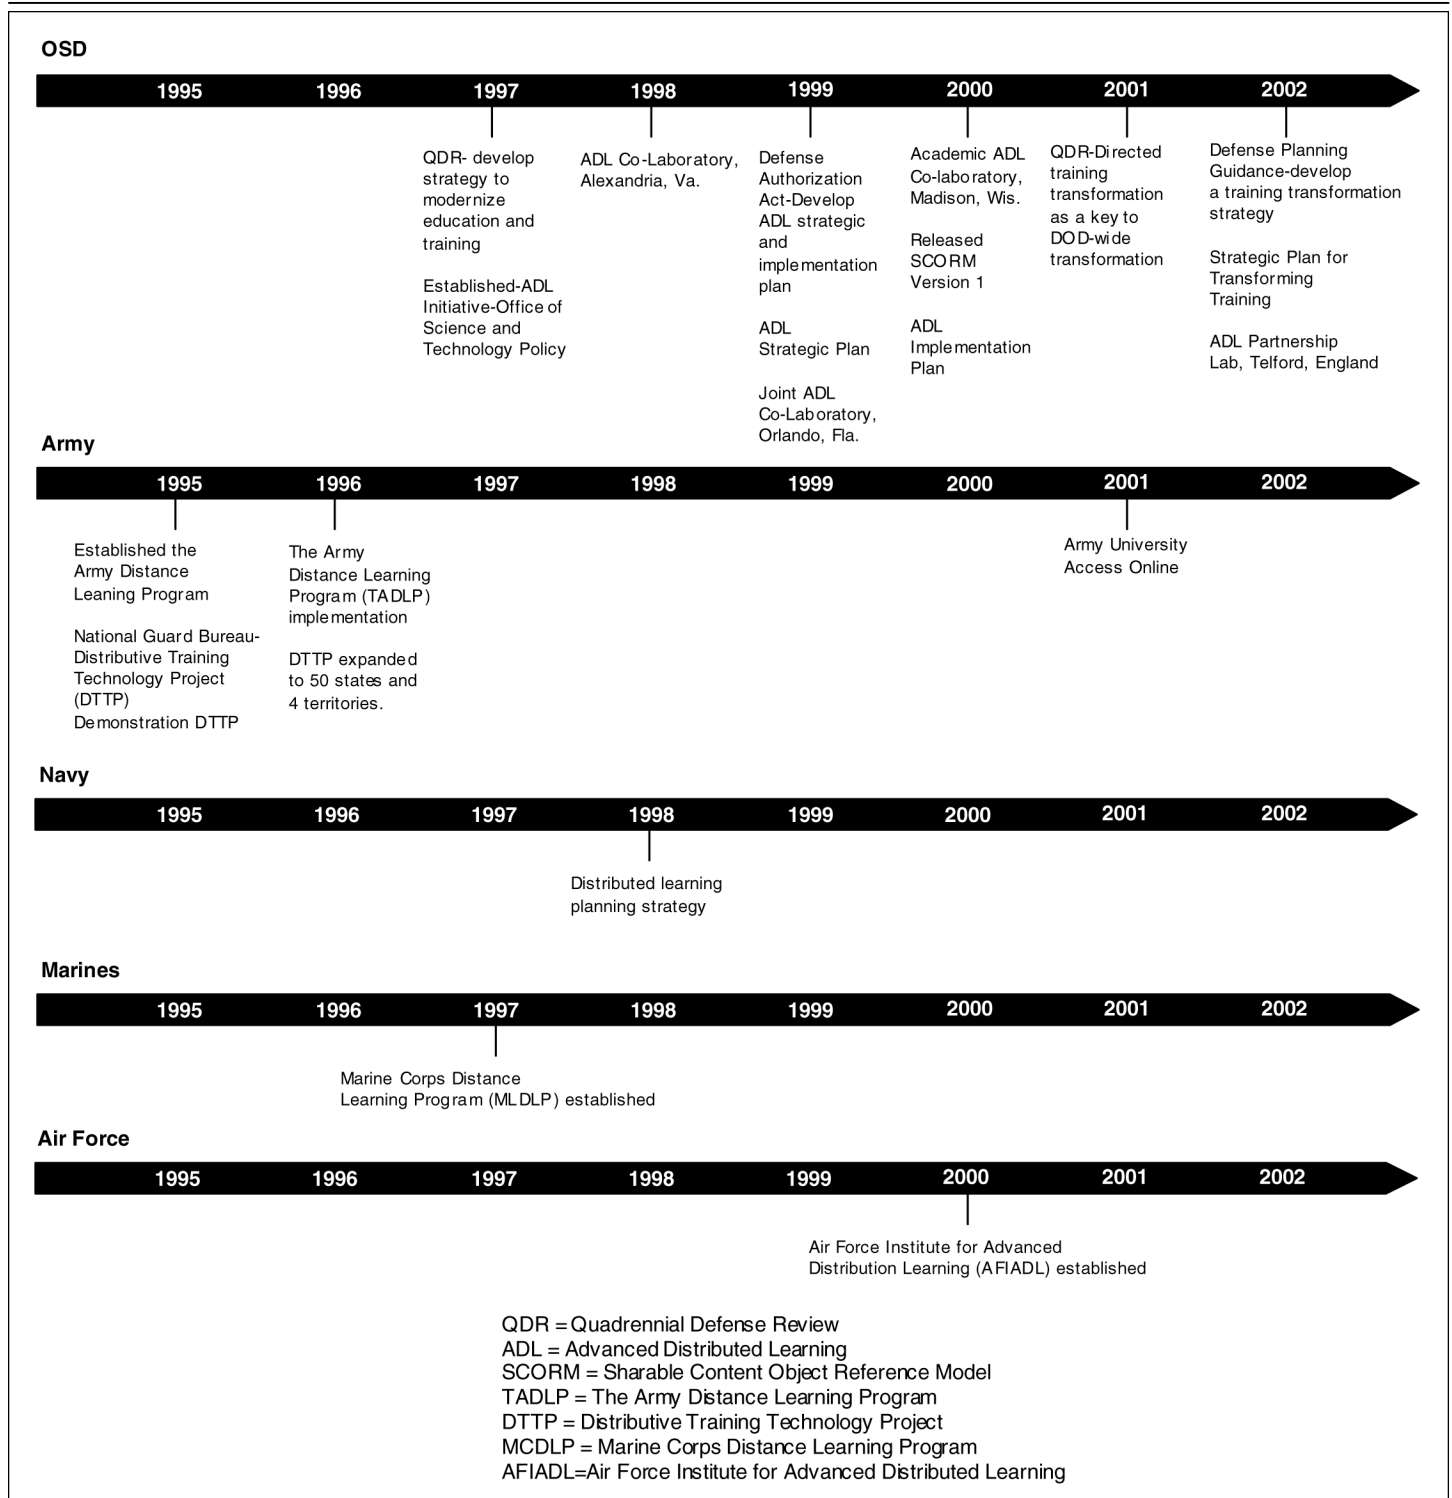 OSD
1995 1996 1997 1998 1999 2000 2001 2002
QDR- develop
strategy to
modernize
education and
training
Established-ADL
Initiative-Office of
Science and
Technology Policy
ADL Co-Laboratory,
Alexandria, Va.
Defense
Authorization
Act-Develop
ADL strategic
and
implementation
plan
ADL
Strategic Plan
Joint ADL
Co-Laboratory,
Orlando, Fla.
Academic ADL
Co-laboratory,
Madison, Wis.
Released
SCORM
Version 1
ADL
Implementation
Plan
QDR-Directed
training
transformation
as a key to
DOD-wide
transformation
Defense Planning
Guidance-develop
a training transformation
strategy
Strategic Plan for
Transforming
Training
ADL Partnership
Lab, Telford, England
Army
1995 1996 1997 1998 1999 2000 2001 2002
Established the
Army Distance
Leaning Program
National Guard Bureau-
Distributive Training
Technology Project
(DTTP)
Demonstration DTTP
The Army
Distance Learning
Program (TADLP)
implementation
DTTP expanded
to 50 states and
4 territories.
Army University
Access Online
Navy
1995 1996 1997 1998 1999 2000 2001 2002
Distributed learning
planning strategy
Marines
1995 1996 1997 1998 1999 2000 2001 2002
Marine Corps Distance
Learning Program (MLDLP) established
Air Force
1995 1996 1997 1998 1999 2000 2001 2002
Air Force Institute for Advanced
Distribution Learning (AFIADL) established
QDR = Quadrennial Defense Review
ADL = Advanced Distributed Learning
SCORM = Sharable Content Object Reference Model
TADLP = The Army Distance Learning Program
DTTP = Distributive Training Technology Project
MCDLP = Marine Corps Distance Learning Program
AFIADL=Air Force Institute for Advanced Distributed Learning